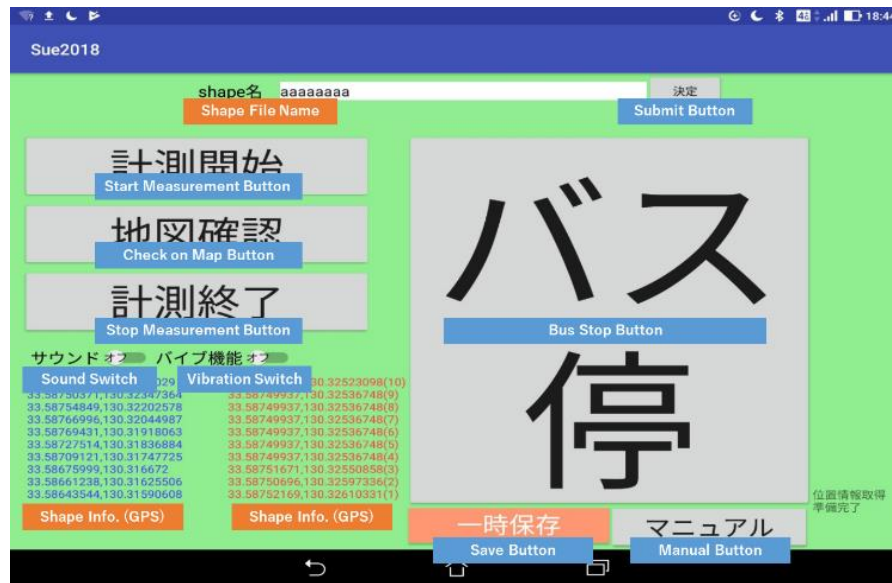 18:44
Sue2018
shape名 aaaaaaaa 決定
Shape File Name Submit Button
計測開始
Start Measurement Button
地図確認
Check on Map Button
計測終了
Stop Measurement Button
バス
停
Bus Stop Button
サウンド オフ バイブ機能 オフ
Sound Switch Vibration Switch
029 130.32523098(10)
33.58750371,130.32347364 33.58749937,130.32536748(9)
33.58754849,130.32202578 33.58749937,130.32536748(8)
33.58766996,130.32044987 33.58749937,130.32536748(7)
33.58769431,130.31918063 33.58749937,130.32536748(6)
33.58727514,130.31836884 33.58749937,130.32536748(5)
33.58709121,130.31747725 33.58749937,130.32536748(4)
33.58675999,130.316672 33.58751671,130.32550858(3)
33.58661238,130.31625506 33.58750696,130.32597336(2)
33.58643544,130.31590608 33.58752169,130.32610331(1)
Shape Info. (GPS) Shape Info. (GPS)
位置情報取得
準備完了
一時保存 マニュアル
Save Button Manual Button